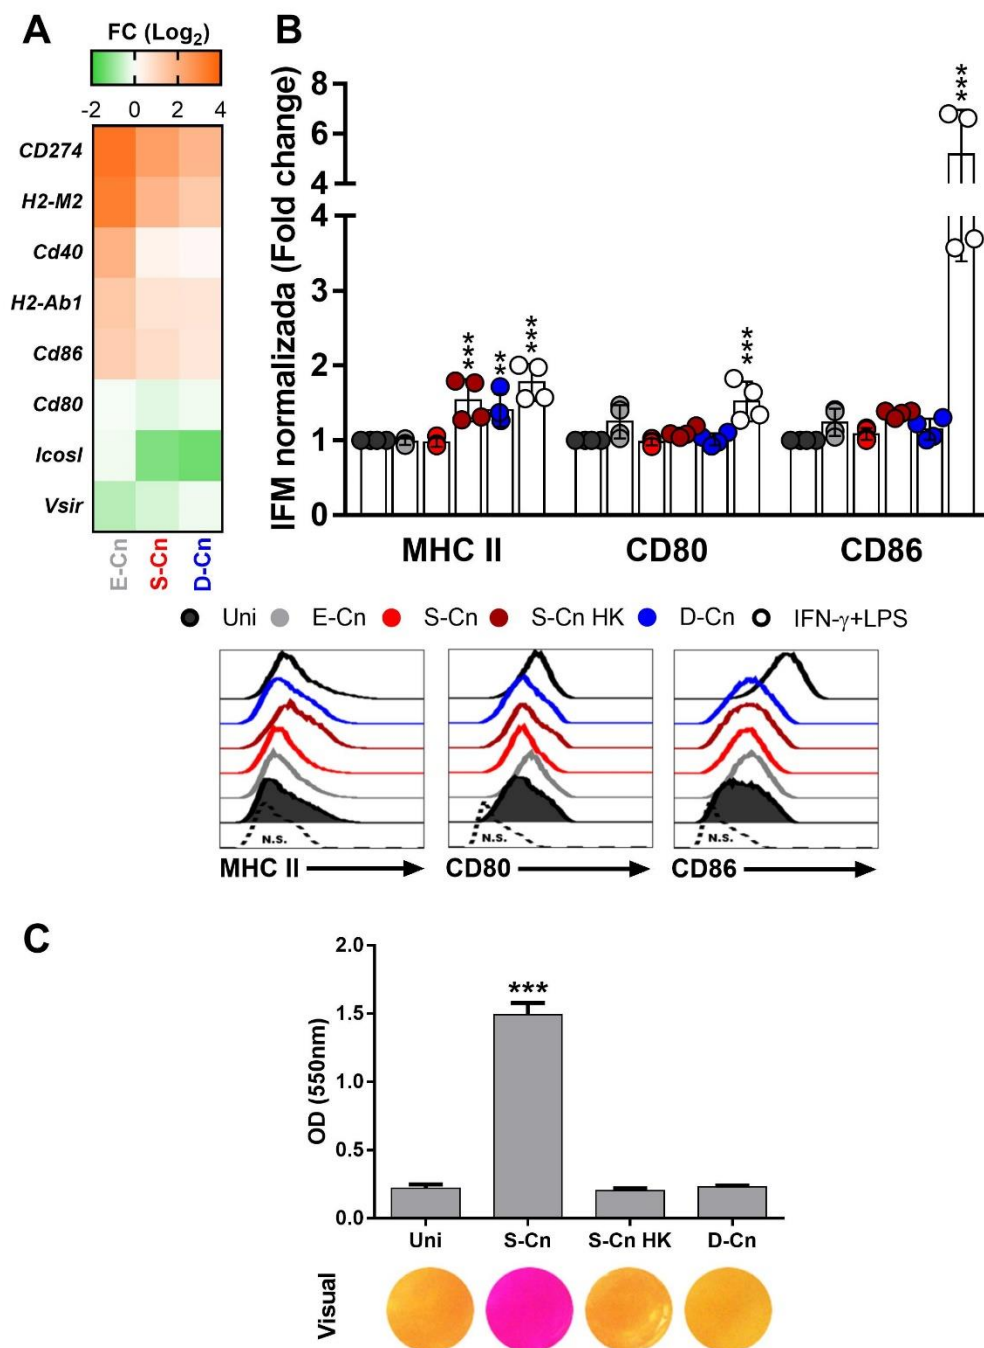 A
FC (Log2)
-2 0 2 4
CD274
H2-M2
Cd40
H2-Ab1
Cd86
Cd80
Icosl
Vsir
E-Cn S-Cn D-Cn
B
IFM normalizada (Fold change)
8
6
4
4
3
2
1
0
*** ** ***
***
***
MHC II CD80 CD86
Uni E-Cn S-Cn S-Cn HK D-Cn IFN-γ+LPS
N.S. N.S. N.S.
MHC II CD80 CD86
C
OD (550nm)
2.0
1.5
1.0
0.5
0.0
***
Uni S-Cn S-Cn HK D-Cn
Visual